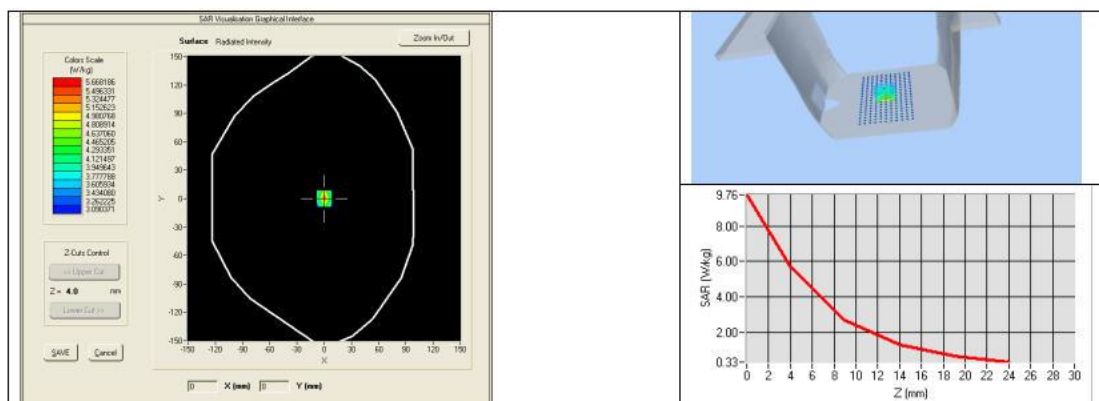 SAR Visualisation Graphical Interface
Surface Radiated Intensity
Zoom In/Out
Colors Scale
(W/kg)
5.668186
5.496331
5.324477
5.152623
4.980768
4.808914
4.637060
4.465205
4.293351
4.121497
3.949643
3.777788
3.605934
3.434080
3.262225
3.090371
Z-Cuts Control
<< Upper Cut
Z = 4.0 mm
Lower Cut >>
SAVE Cancel
150
120
90
60
30
0
-30
-60
-90
-120
-150
Y
-150 -120 -90 -60 -30 0 30 60 90 120 150
X
0 X (mm) 0 Y (mm)
9.76
8.00
6.00
4.00
2.00
0.33
SAR (W/kg)
0 2 4 6 8 10 12 14 16 18 20 22 24 26 28 30
Z (mm)